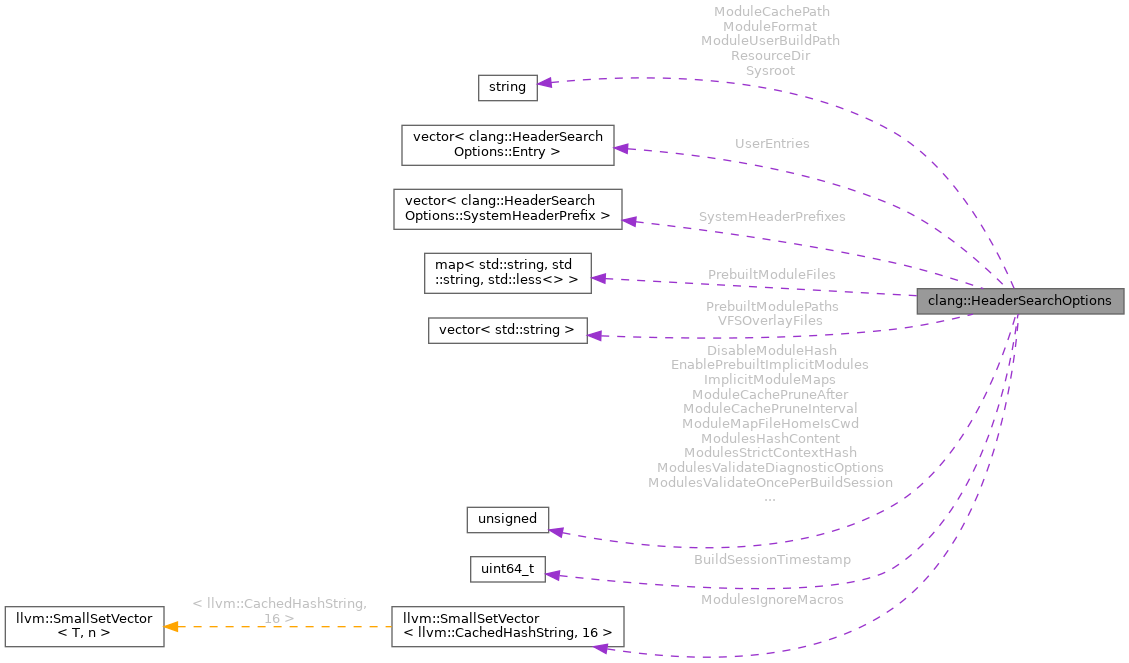 ModuleCachePath
ModuleFormat
ModuleUserBuildPath
ResourceDir
Sysroot
string
vector< clang::HeaderSearch
Options::Entry >
UserEntries
vector< clang::HeaderSearch
Options::SystemHeaderPrefix >
SystemHeaderPrefixes
map< std::string, std
::string, std::less<> >
PrebuiltModuleFiles
clang::HeaderSearchOptions
PrebuiltModulePaths
VFSOverlayFiles
vector< std::string >
DisableModuleHash
EnablePrebuiltImplicitModules
ImplicitModuleMaps
ModuleCachePruneAfter
ModuleCachePruneInterval
ModuleMapFileHomeIsCwd
ModulesHashContent
ModulesStrictContextHash
ModulesValidateDiagnosticOptions
ModulesValidateOncePerBuildSession
...
unsigned
BuildSessionTimestamp
uint64_t
ModulesIgnoreMacros
< llvm::CachedHashString,
16 >
llvm::SmallSetVector
< T, n >
llvm::SmallSetVector
< llvm::CachedHashString, 16 >